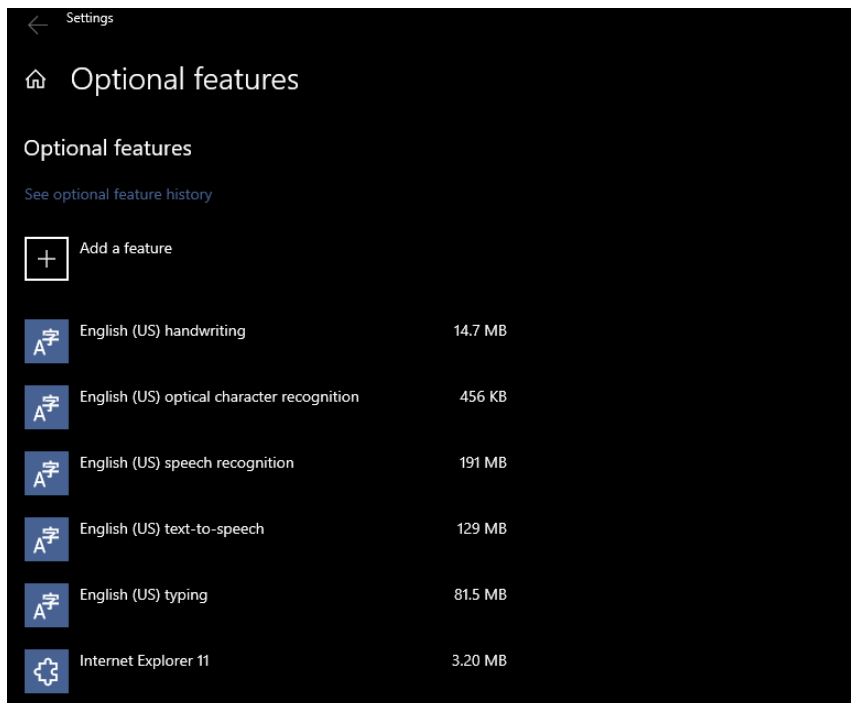 Settings
Optional features
Optional features
See optional feature history
Add a feature
English (US) handwriting 14.7 MB
English (US) optical character recognition 456 KB
English (US) speech recognition 191 MB
English (US) text-to-speech 129 MB
English (US) typing 81.5 MB
Internet Explorer 11 3.20 MB